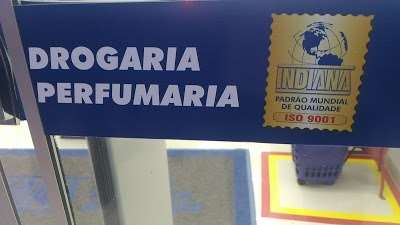 DROGARIA
PERFUMARIA
INDIANA
PADRÃO MUNDIAL
DE QUALIDADE
ISO 9001